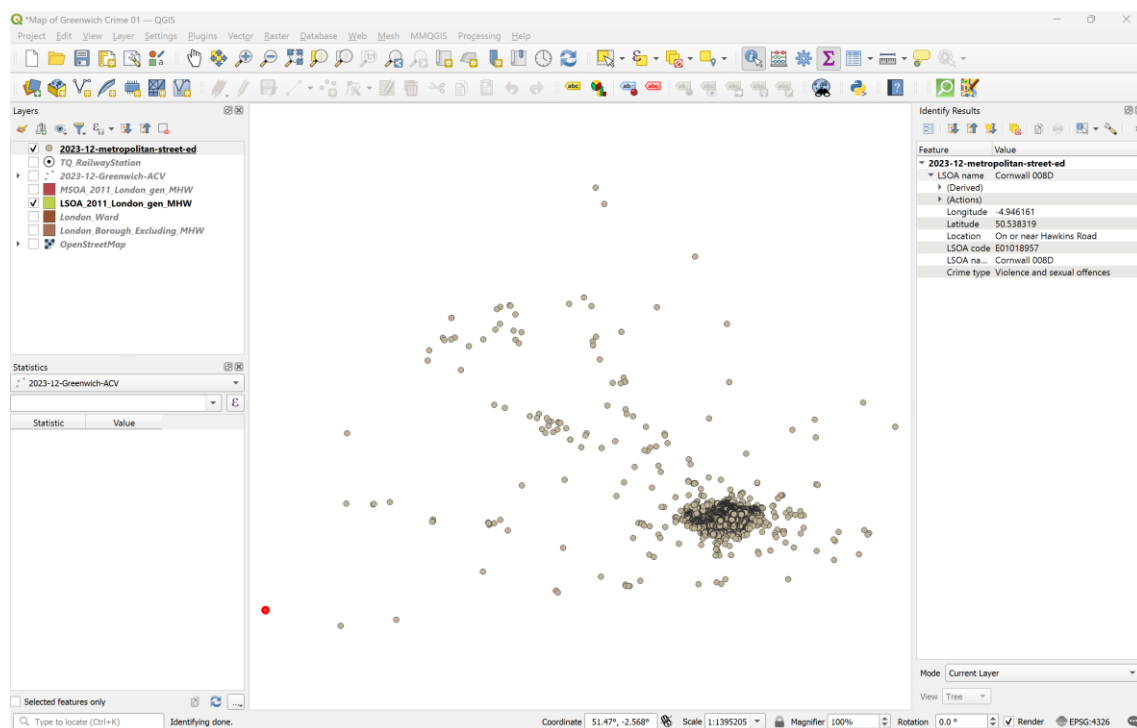 *Map of Greenwich Crime 01 — QGIS
Project Edit View Layer Settings Plugins Vector Raster Database Web Mesh MMQGIS Processing Help
Layers
2023-12-metropolitan-street-ed
TQ_RailwayStation
2023-12-Greenwich-ACV
MSOA_2011_London_gen_MHW
LSOA_2011_London_gen_MHW
London_Ward
London_Borough_Excluding_MHW
OpenStreetMap
Statistics
2023-12-Greenwich-ACV
Statistic Value
Selected features only
Identify Results
Feature Value
2023-12-metropolitan-street-ed
LSOA name Cornwall 008D
(Derived)
(Actions)
Longitude -4.946161
Latitude 50.538319
Location On or near Hawkins Road
LSOA code E01018957
LSOA na... Cornwall 008D
Crime type Violence and sexual offences
Mode Current Layer
View Tree
Type to locate (Ctrl+K) Identifying done. Coordinate 51.47°, -2.568° Scale 1:1395205 Magnifier 100% Rotation 0.0 ° Render EPSG:4326